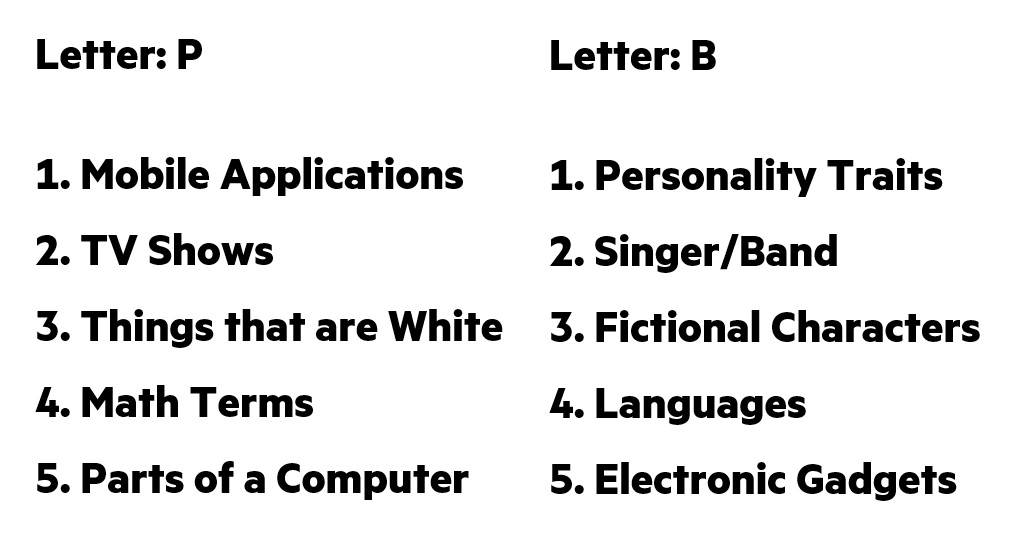 Letter: P
1. Mobile Applications
2. TV Shows
3. Things that are White
4. Math Terms
5. Parts of a Computer
Letter: B
1. Personality Traits
2. Singer/Band
3. Fictional Characters
4. Languages
5. Electronic Gadgets